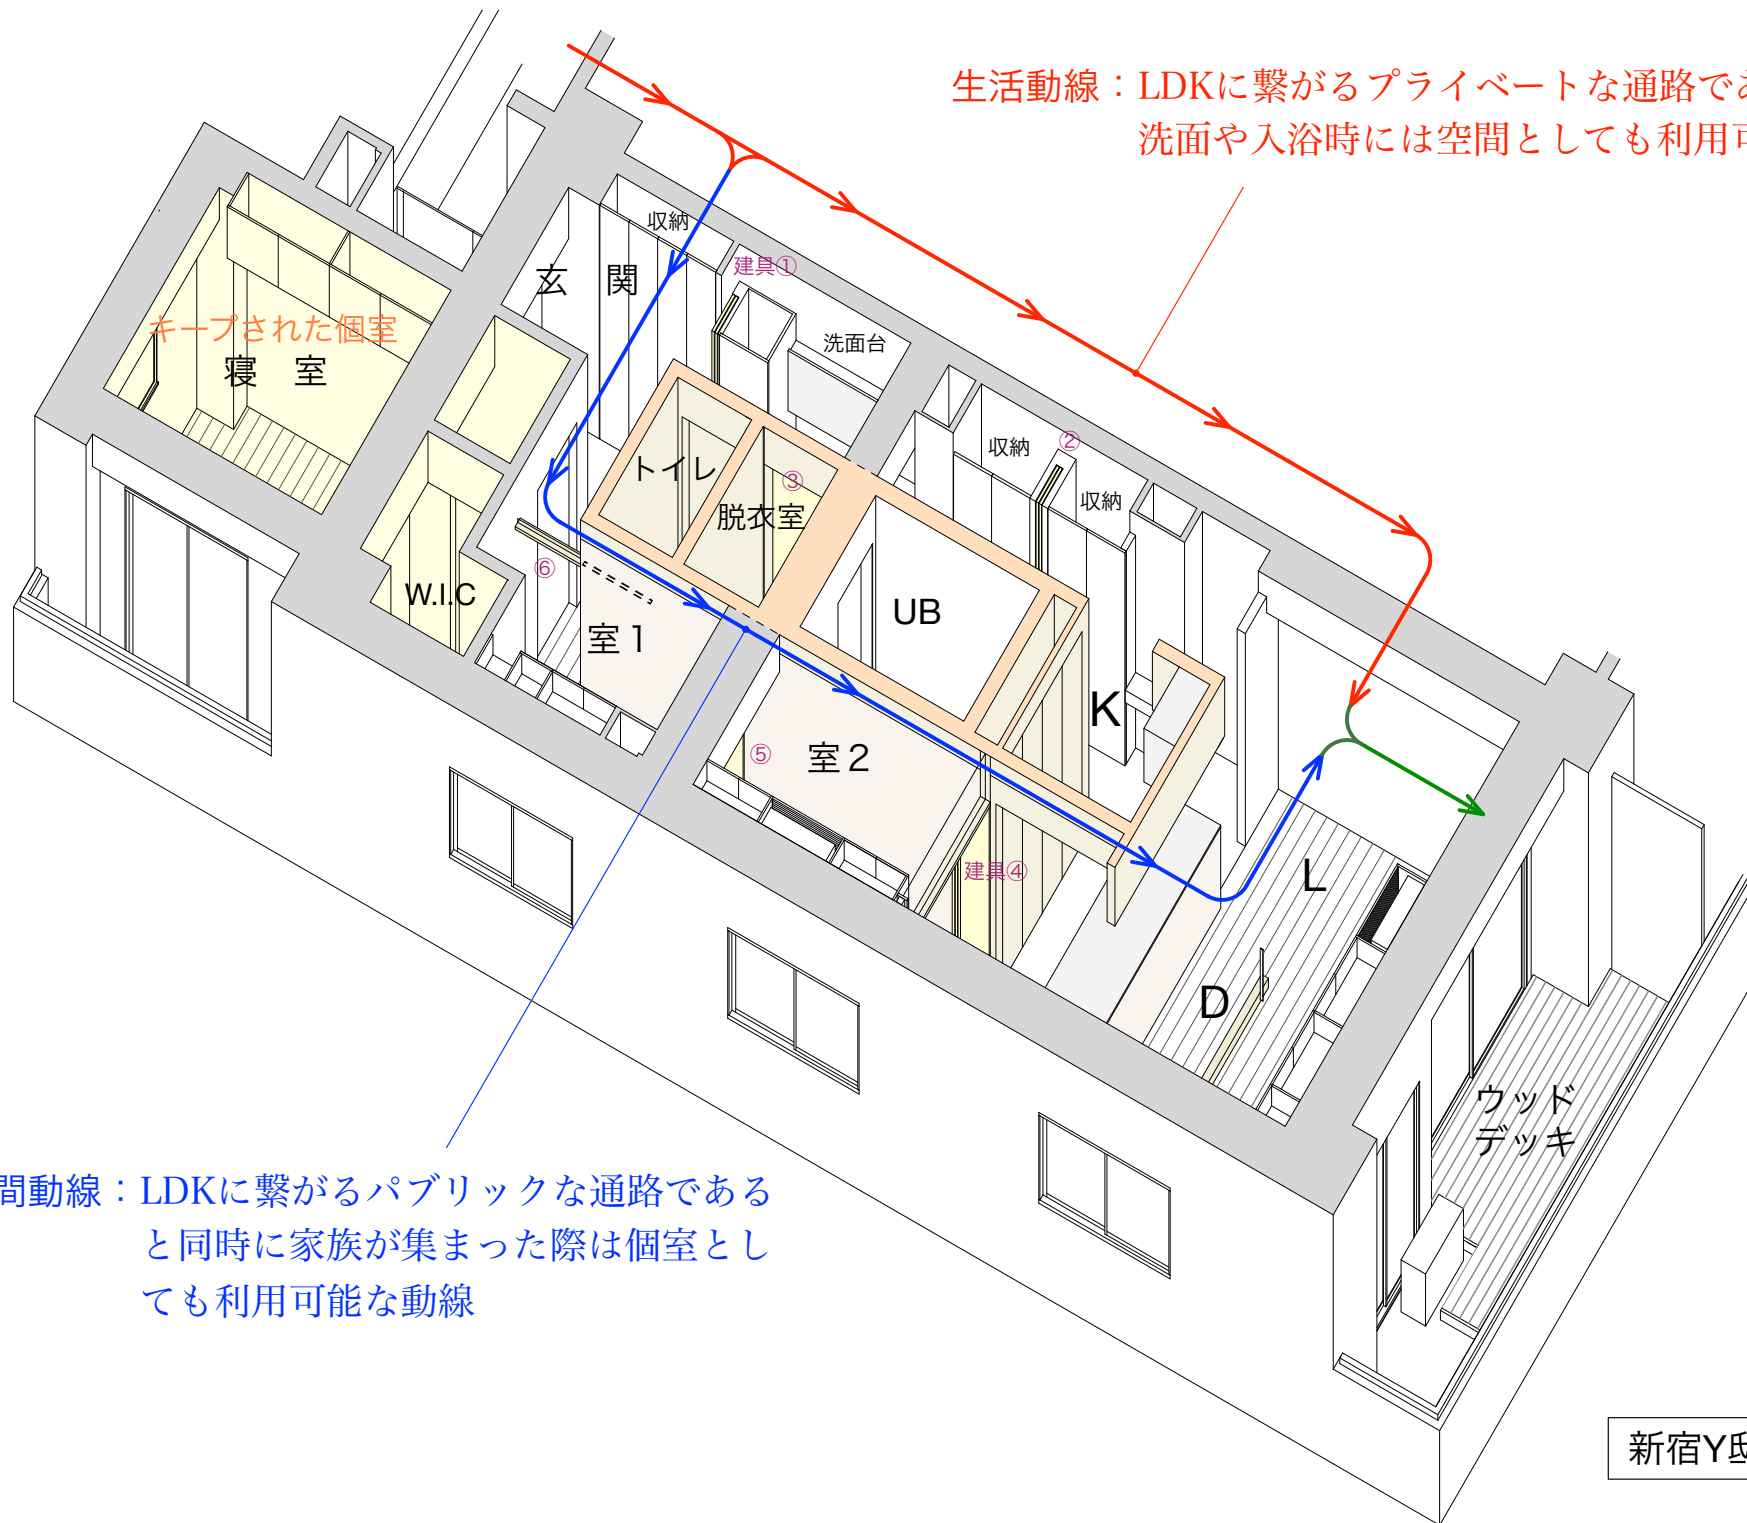 生活動線：LDKに繋がるプライベートな通路であ
洗面や入浴時には空間としても利用可
収納
建具①
玄　関
洗面台
キープされた個室
寝　室
収納
②
収納
トイレ
③
脱衣室
⑥
W.I.C
UB
室１
K
⑤
室２
建具④
L
D
ウッド
デッキ
間動線：LDKに繋がるパブリックな通路である
と同時に家族が集まった際は個室とし
ても利用可能な動線
新宿Y邸